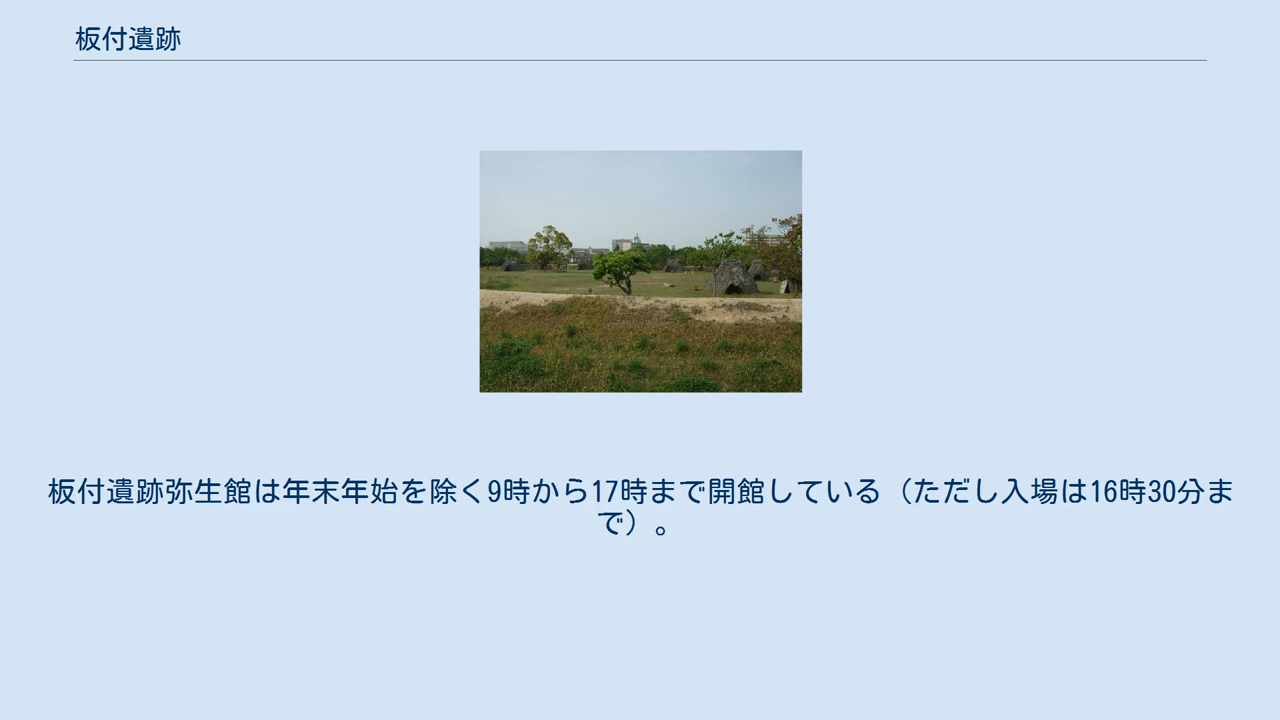 板付遺跡
板付遺跡弥生館は年末年始を除く9時から17時まで開館している（ただし入場は16時30分ま
で）。